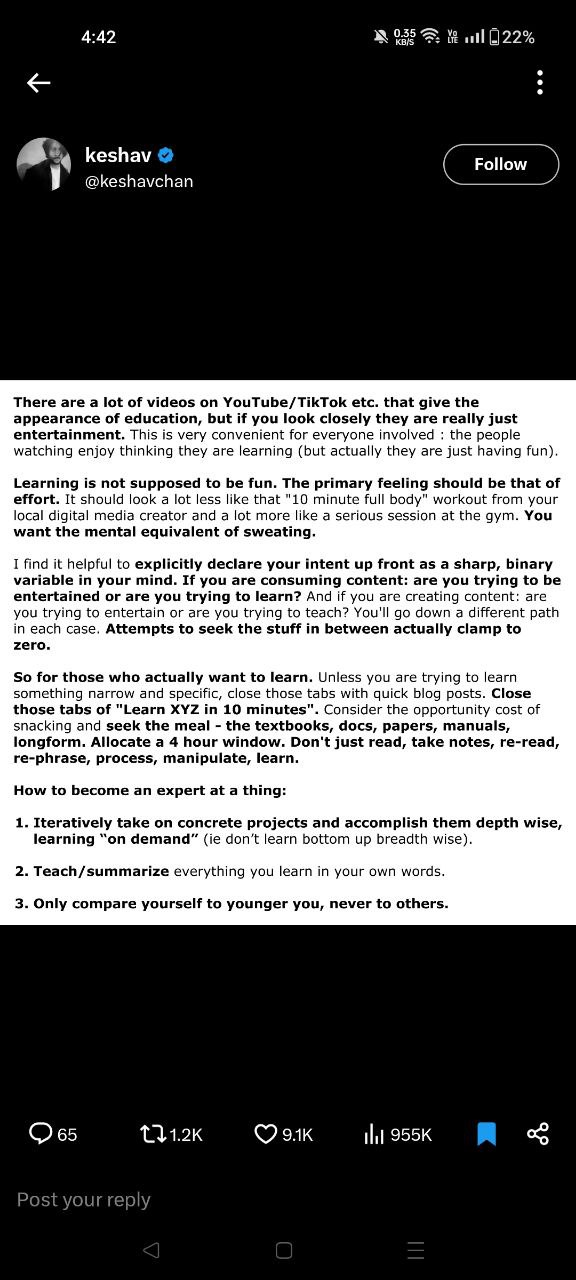 4:42
0.35
KB/S
Vo
LTE
22%
keshav
@keshavchan
Follow
There are a lot of videos on YouTube/TikTok etc. that give the
appearance of education, but if you look closely they are really just
entertainment. This is very convenient for everyone involved : the people
watching enjoy thinking they are learning (but actually they are just having fun).
Learning is not supposed to be fun. The primary feeling should be that of
effort. It should look a lot less like that "10 minute full body" workout from your
local digital media creator and a lot more like a serious session at the gym. You
want the mental equivalent of sweating.
I find it helpful to explicitly declare your intent up front as a sharp, binary
variable in your mind. If you are consuming content: are you trying to be
entertained or are you trying to learn? And if you are creating content: are
you trying to entertain or are you trying to teach? You'll go down a different path
in each case. Attempts to seek the stuff in between actually clamp to
zero.
So for those who actually want to learn. Unless you are trying to learn
something narrow and specific, close those tabs with quick blog posts. Close
those tabs of "Learn XYZ in 10 minutes". Consider the opportunity cost of
snacking and seek the meal - the textbooks, docs, papers, manuals,
longform. Allocate a 4 hour window. Don't just read, take notes, re-read,
re-phrase, process, manipulate, learn.
How to become an expert at a thing:
1. Iteratively take on concrete projects and accomplish them depth wise,
learning “on demand” (ie don’t learn bottom up breadth wise).
2. Teach/summarize everything you learn in your own words.
3. Only compare yourself to younger you, never to others.
65
1.2K
9.1K
955K
Post your reply